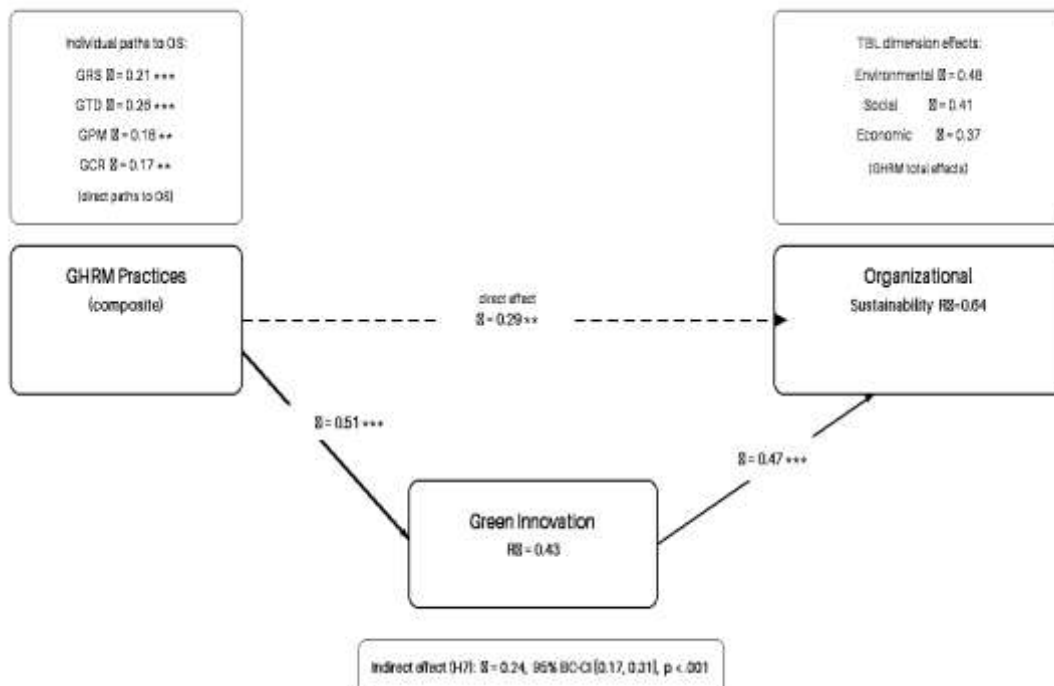 Individual paths to OS:
GRS � = 0.21 ***
GTD � = 0.26 ***
GPM � = 0.18 **
GCR � = 0.17 **
(direct paths to OS)
TBL dimension effects:
Environmental � = 0.48
Social � = 0.41
Economic � = 0.37
(GHRM total effects)
GHRM Practices
(composite)
direct effect
� = 0.29 **
Organizational
Sustainability R�=0.64
� = 0.51 ***
� = 0.47 ***
Green Innovation
R� = 0.43
Indirect effect (H7): � = 0.24, 95% BC-CI [0.17, 0.31], p < .001